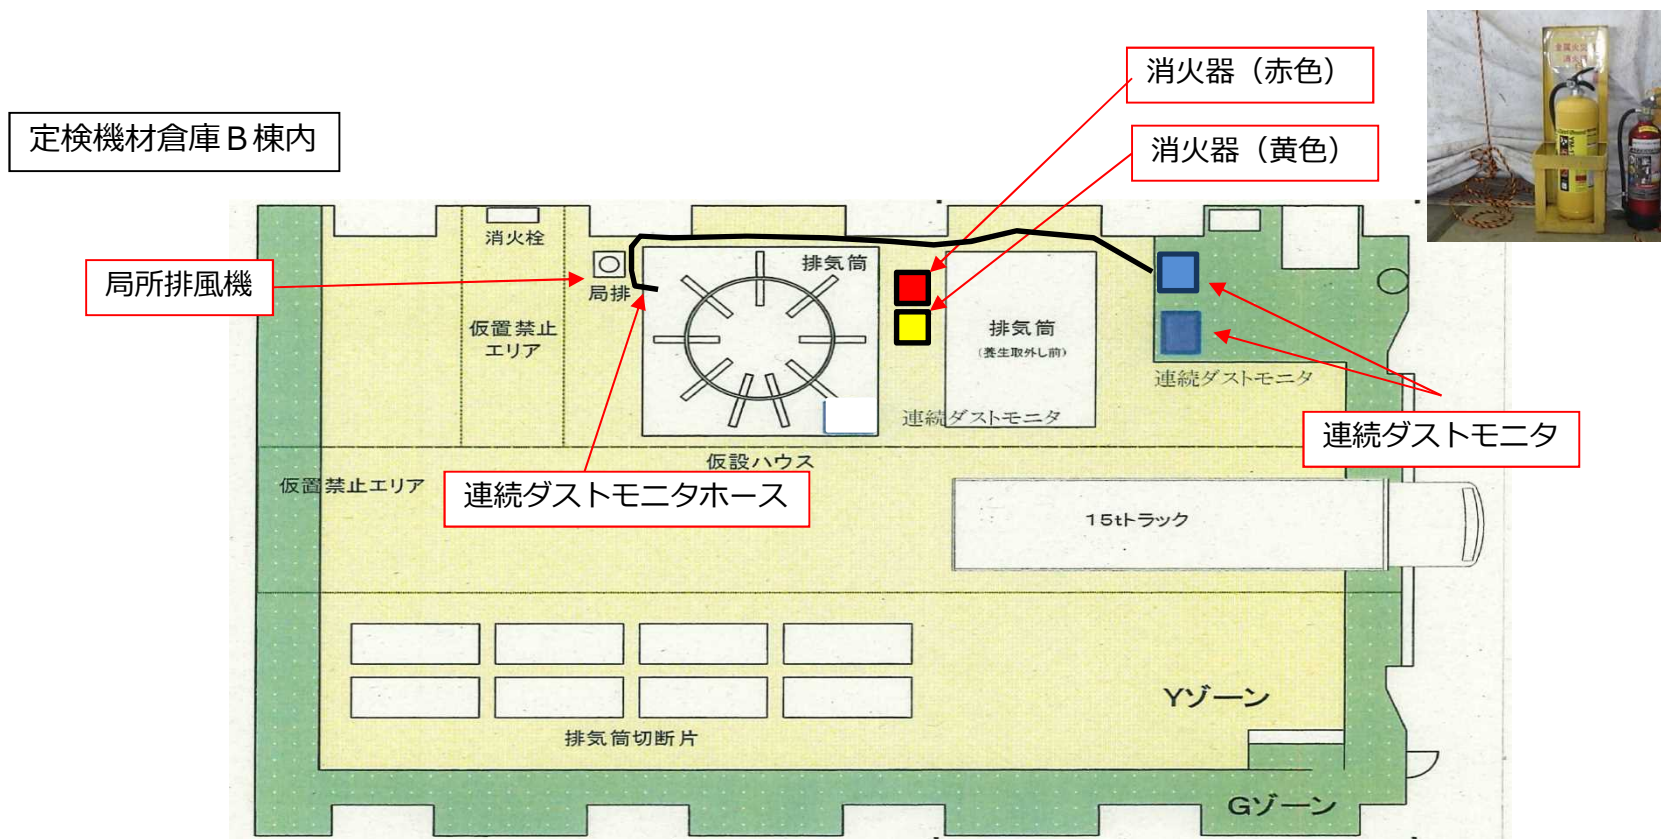 定検機材倉庫Ｂ棟内
消火器（赤色）
消火器（黄色）
金属火災
消火栓
局所排風機
局排
排気筒
仮置禁止
エリア
排気筒
（養生取外し前）
連続ダストモニタ
連続ダストモニタ
連続ダストモニタ
仮設ハウス
仮置禁止エリア
連続ダストモニタホース
15tトラック
Yゾーン
排気筒切断片
Gゾーン